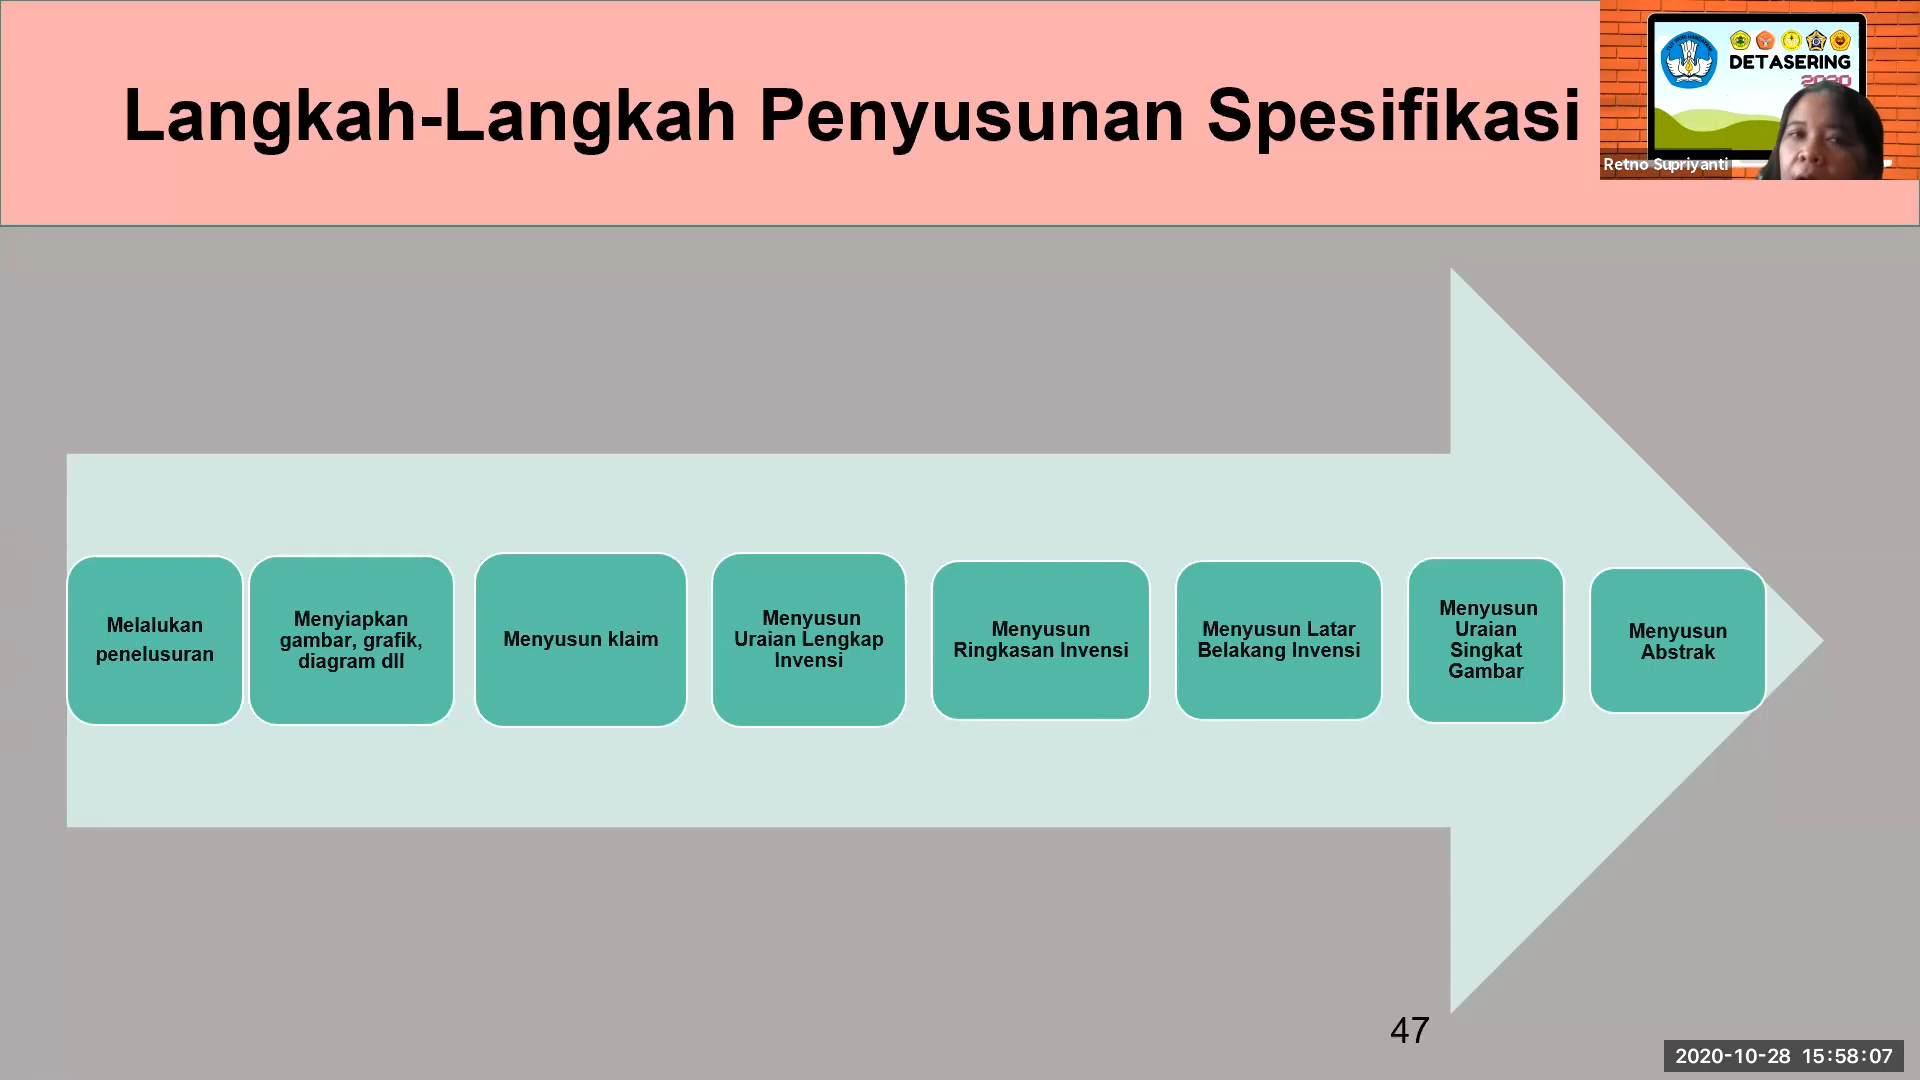 Langkah-Langkah Penyusunan Spesifikasi
DETASERING
2020
Retno Supriyanti
Melalukan
penelusuran
Menyiapkan
gambar, grafik,
diagram dll
Menyusun klaim
Menyusun
Uraian Lengkap
Invensi
Menyusun
Ringkasan Invensi
Menyusun Latar
Belakang Invensi
Menyusun
Uraian
Singkat
Gambar
Menyusun
Abstrak
47
2020-10-28 15:58:07